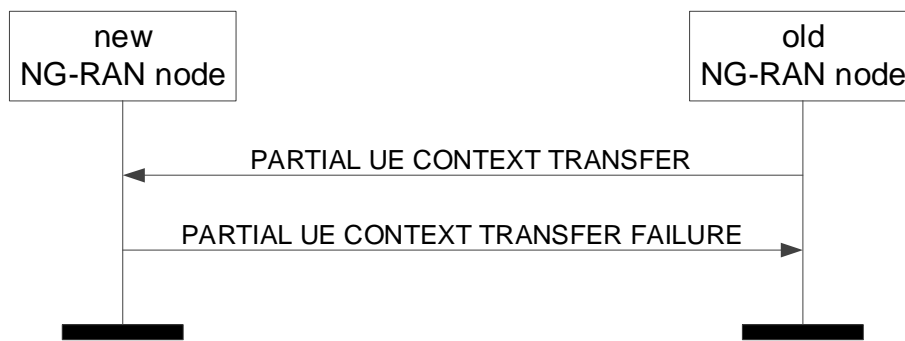 new
NG-RAN node
old
NG-RAN node
PARTIAL UE CONTEXT TRANSFER
PARTIAL UE CONTEXT TRANSFER FAILURE